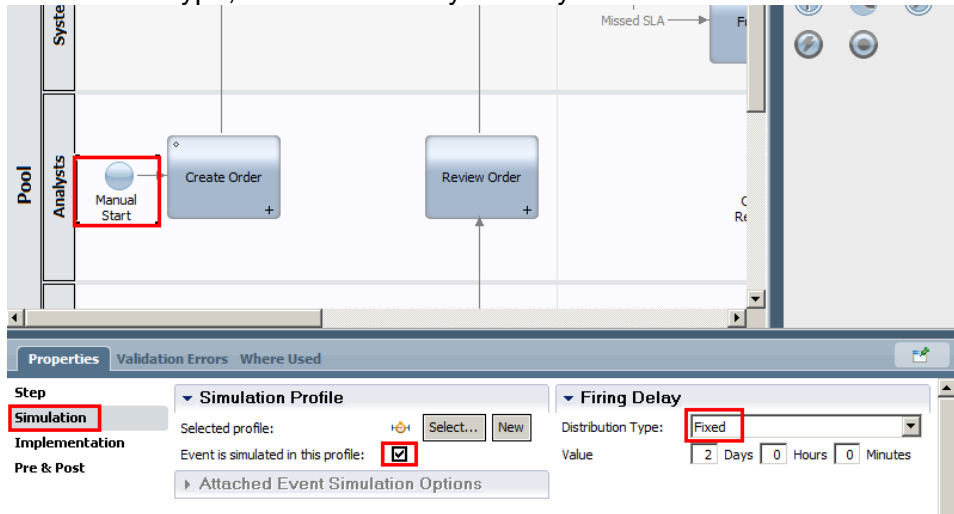 Missed SLA
Pool
Analysts
Manual
Start
Create Order
Review Order
Properties Validation Errors Where Used
Step
Simulation
Implementation
Pre & Post
Simulation Profile
Selected profile: Select... New
Event is simulated in this profile:
Attached Event Simulation Options
Firing Delay
Distribution Type: Fixed
Value 2 Days 0 Hours 0 Minutes